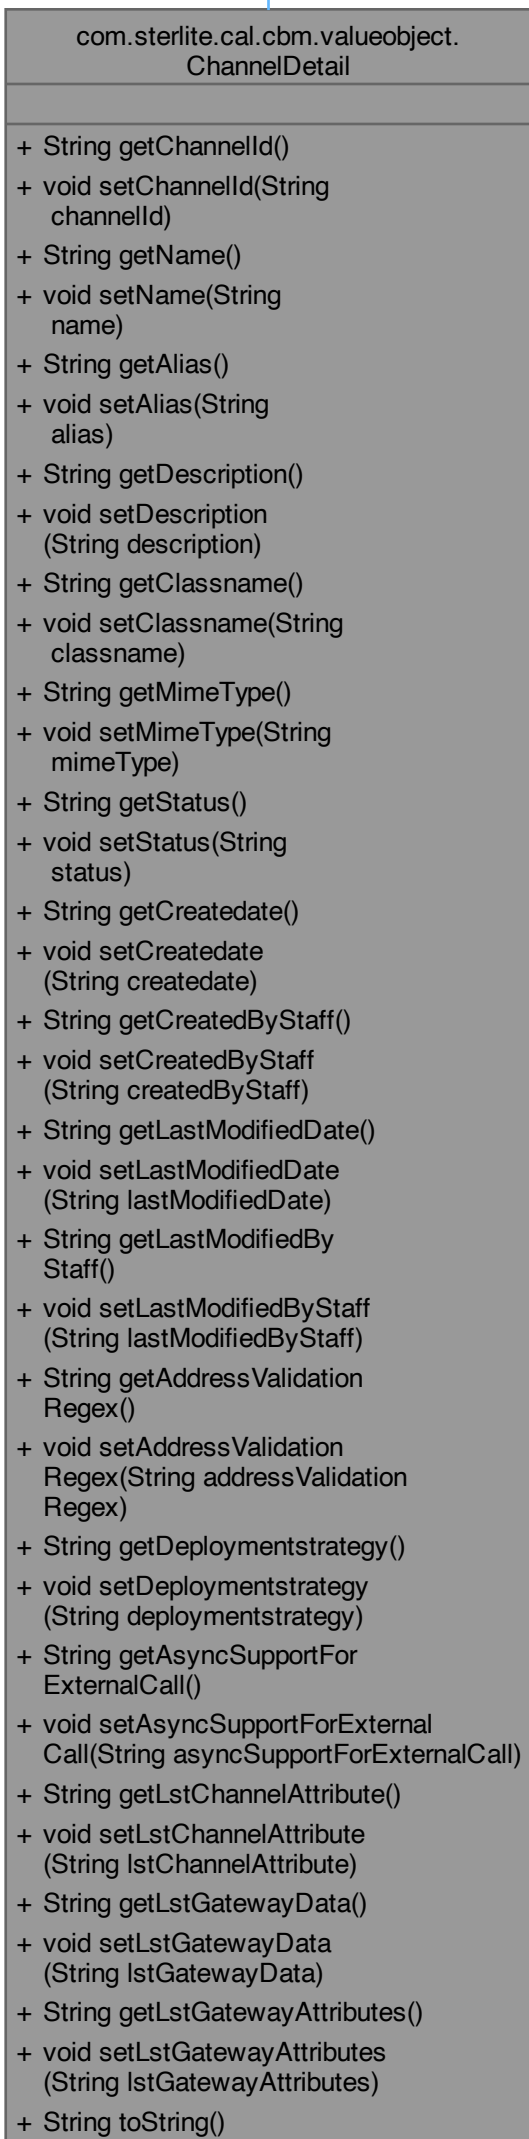 com.sterlite.cal.cbm.valueobject.
ChannelDetail
+ String getChannelId()
+ void setChannelId(String
channelId)
+ String getName()
+ void setName(String
name)
+ String getAlias()
+ void setAlias(String
alias)
+ String getDescription()
+ void setDescription
(String description)
+ String getClassname()
+ void setClassname(String
classname)
+ String getMimeType()
+ void setMimeType(String
mimeType)
+ String getStatus()
+ void setStatus(String
status)
+ String getCreatedate()
+ void setCreatedate
(String createdate)
+ String getCreatedByStaff()
+ void setCreatedByStaff
(String createdByStaff)
+ String getLastModifiedDate()
+ void setLastModifiedDate
(String lastModifiedDate)
+ String getLastModifiedBy
Staff()
+ void setLastModifiedByStaff
(String lastModifiedByStaff)
+ String getAddressValidation
Regex()
+ void setAddressValidation
Regex(String addressValidation
Regex)
+ String getDeploymentstrategy()
+ void setDeploymentstrategy
(String deploymentstrategy)
+ String getAsyncSupportFor
ExternalCall()
+ void setAsyncSupportForExternal
Call(String asyncSupportForExternalCall)
+ String getLstChannelAttribute()
+ void setLstChannelAttribute
(String lstChannelAttribute)
+ String getLstGatewayData()
+ void setLstGatewayData
(String lstGatewayData)
+ String getLstGatewayAttributes()
+ void setLstGatewayAttributes
(String lstGatewayAttributes)
+ String toString()